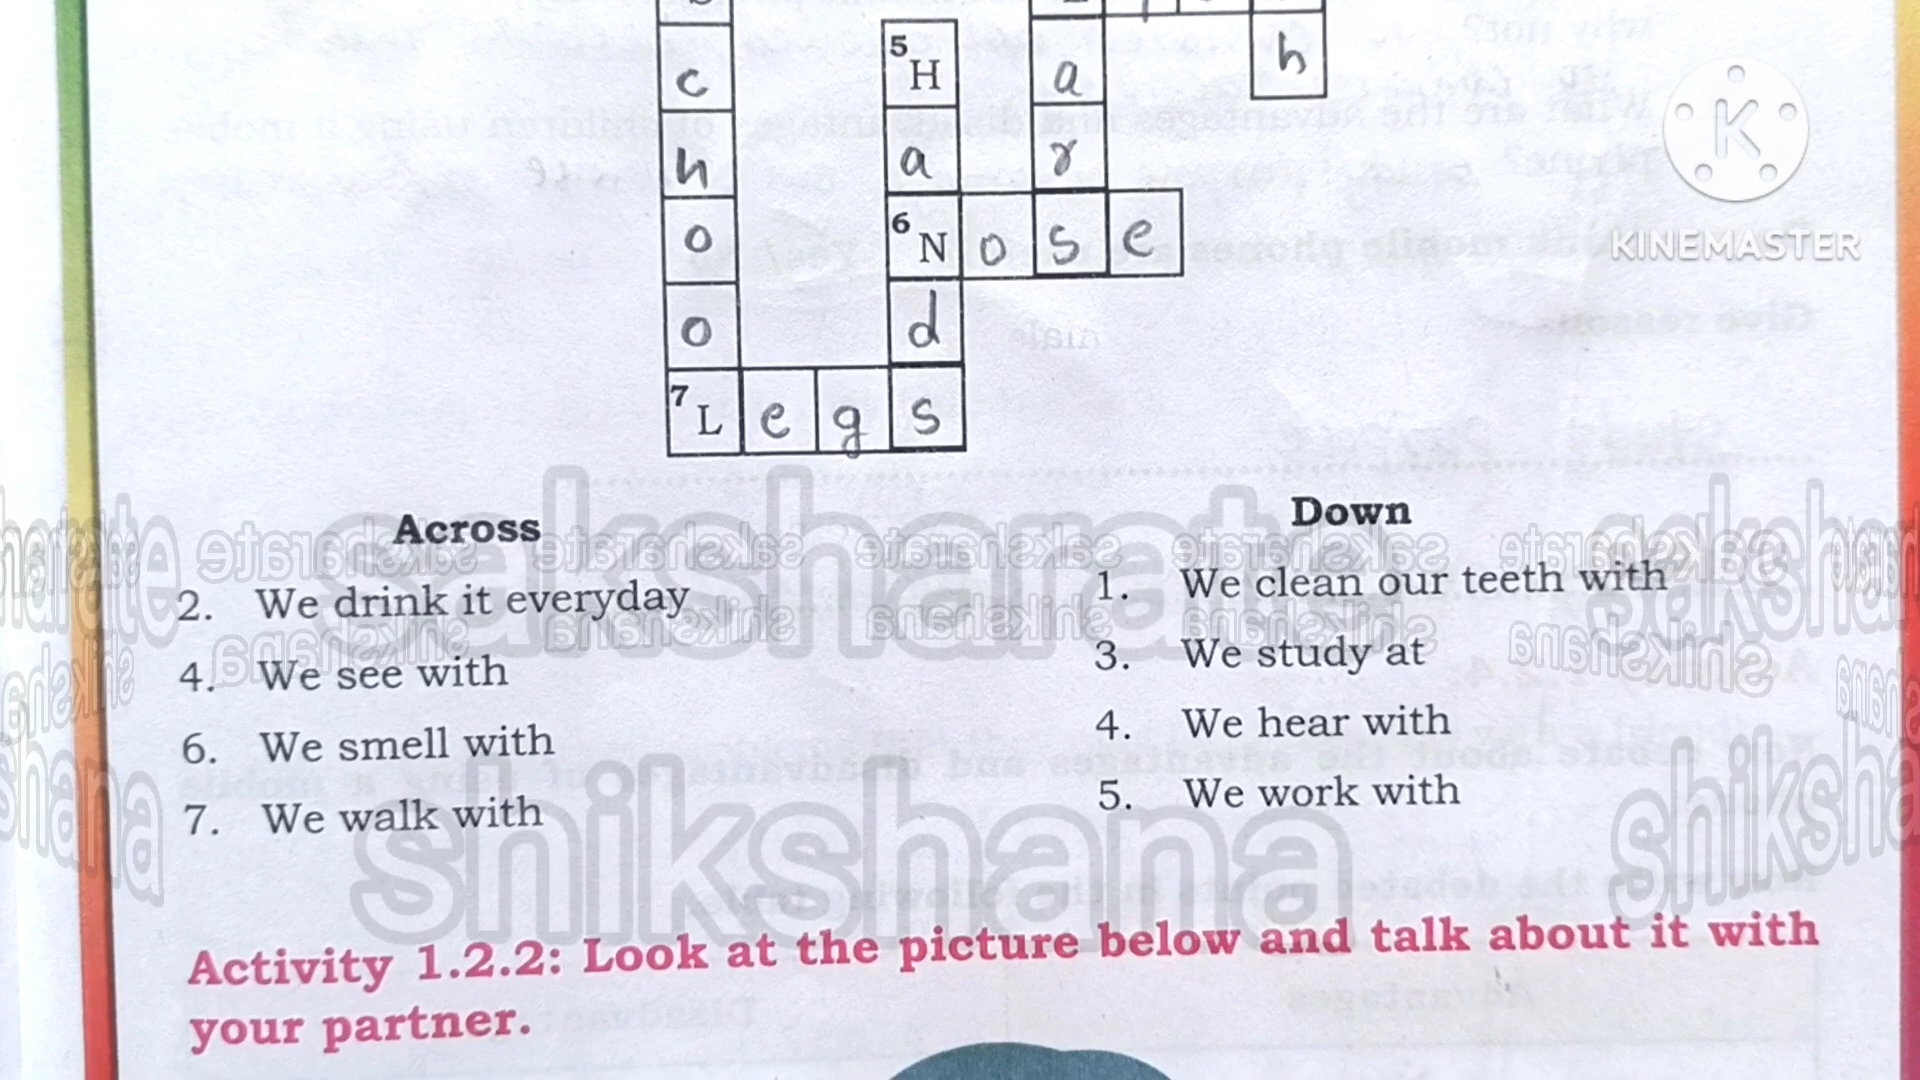 c
5 H a h
h a r
o 6 N o s e
o d
7 L e g s
KINEMASTER
Across
2. We drink it everyday
4. We see with
6. We smell with
7. We walk with
Down
1. We clean our teeth with
3. We study at
4. We hear with
5. We work with
saksharate
shikshana
Activity 1.2.2: Look at the picture below and talk about it with
your partner.